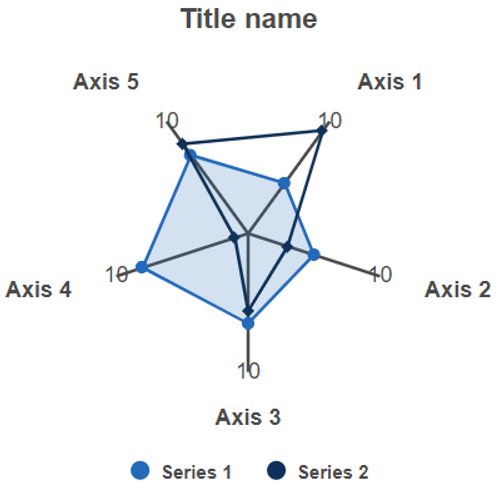 Title name
Axis 5
Axis 1
10
10
10
10
Axis 4
Axis 2
10
Axis 3
Series 1
Series 2